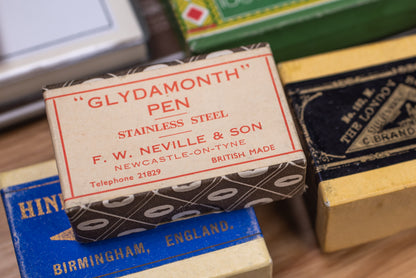 "GLYDAMONTH"
PEN
STAINLESS STEEL
F. W. NEVILLE & SON
NEWCASTLE-ON-TYNE
Telephone 21829 BRITISH MADE
THE LONDON
BRAND
HIN
BIRMINGHAM, ENGLAND.